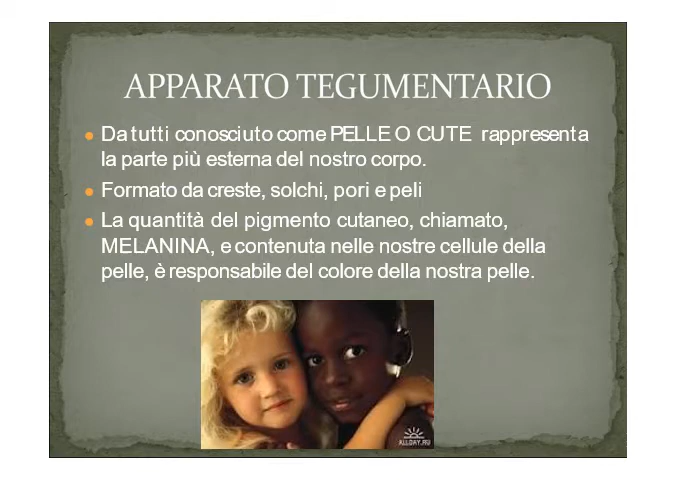 APPARATO TEGUMENTARIO
Da tutti conosciuto come PELLE O CUTE rappresenta
la parte più esterna del nostro corpo.
Formato da creste, solchi, pori e peli
La quantità del pigmento cutaneo, chiamato,
MELANINA, e contenuta nelle nostre cellule della
pelle, è responsabile del colore della nostra pelle.
ALLDAY.RU